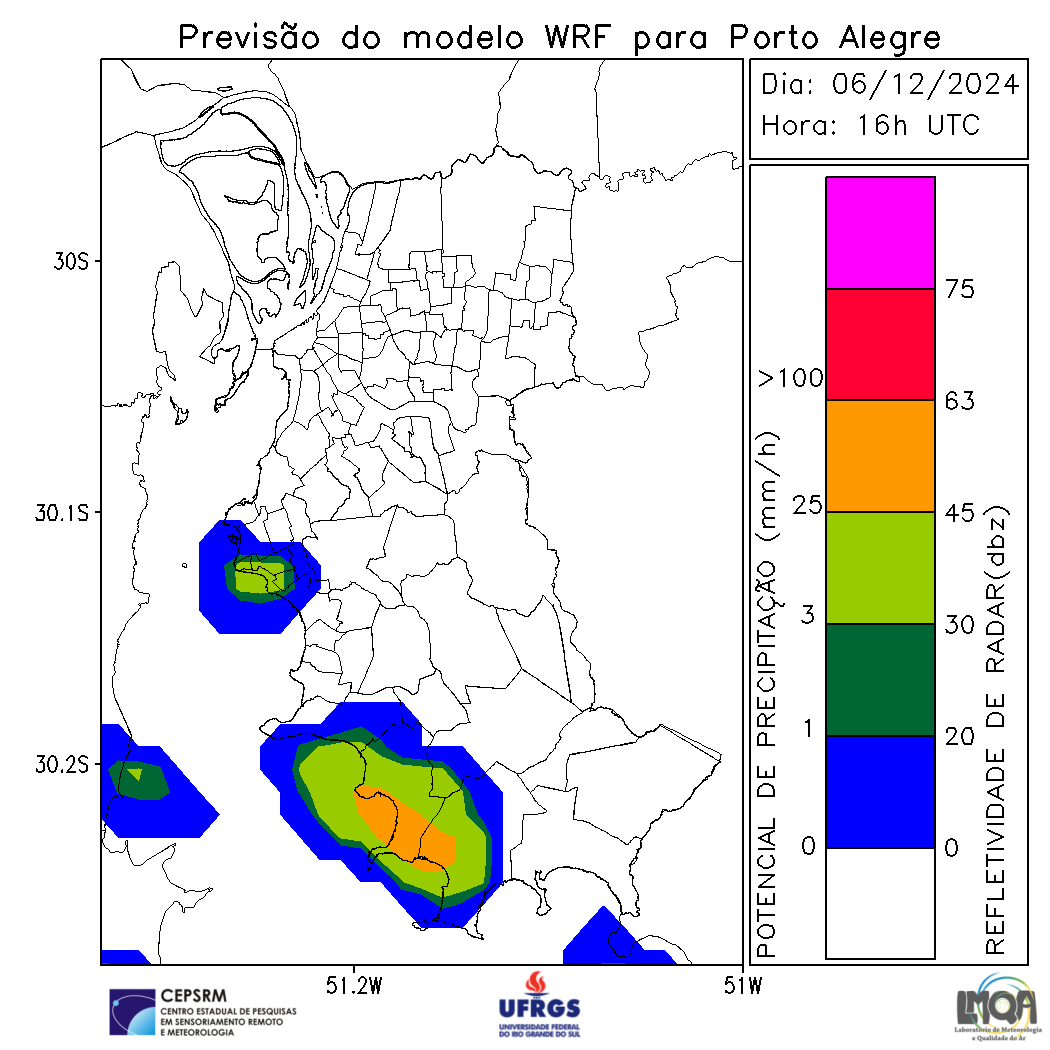 Previsão do modelo WRF para Porto Alegre
Dia: 06/12/2024
Hora: 16h UTC
30S
30.1S
30.2S
51.2W
51W
POTENCIAL DE PRECIPITAÇÃO (mm/h)
>100
25
3
1
0
75
63
45
30
20
0
REFLETIVIDADE DE RADAR(dbz)
CEPSRM
CENTRO ESTADUAL DE PESQUISAS
EM SENSORIAMENTO REMOTO
E METEOROLOGIA
UFRGS
UNIVERSIDADE FEDERAL
DO RIO GRANDE DO SUL
LMQA
Laboratório de Meteorologia
e Qualidade do Ar